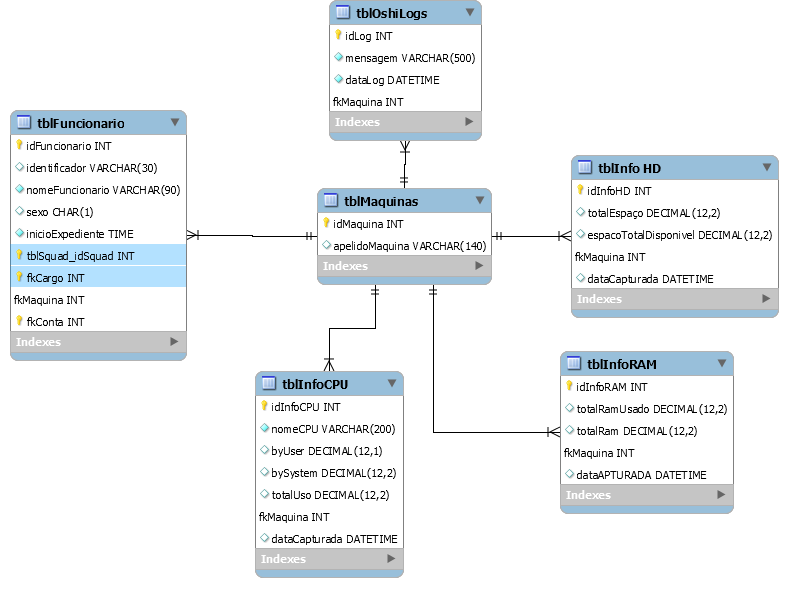 tblOshiLogs
idLog INT
mensagem VARCHAR(500)
dataLog DATETIME
fkMaquina INT
Indexes
tblFuncionario
idFuncionario INT
identificador VARCHAR(30)
nomeFuncionario VARCHAR(90)
sexo CHAR(1)
inicioExpediente TIME
tblSquad_idSquad INT
fkCargo INT
fkMaquina INT
fkConta INT
Indexes
tblMaquinas
idMaquina INT
apelidoMaquina VARCHAR(140)
Indexes
tblInfo HD
idInfoHD INT
totalEspaço DECIMAL(12,2)
espacoTotalDisponivel DECIMAL(12,2)
fkMaquina INT
dataCapturada DATETIME
Indexes
tblInfoCPU
idInfoCPU INT
nomeCPU VARCHAR(200)
byUser DECIMAL(12,1)
bySystem DECIMAL(12,2)
totalUso DECIMAL(12,2)
fkMaquina INT
dataCapturada DATETIME
Indexes
tblInfoRAM
idInfoRAM INT
totalRamUsado DECIMAL(12,2)
totalRam DECIMAL(12,2)
fkMaquina INT
dataAPTURADA DATETIME
Indexes